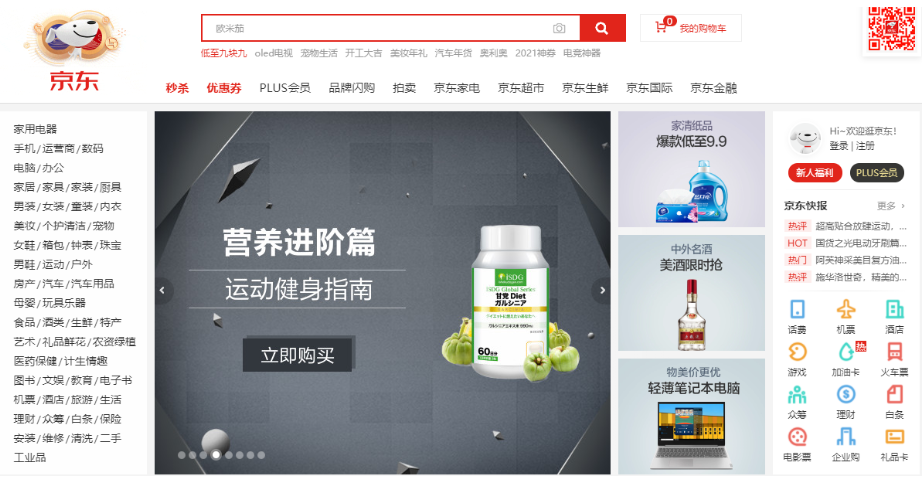 京东
欧米茄
0
我的购物车
低至九块九 oled电视 宠物生活 开工大吉 美妆年礼 汽车年货 奥利奥 2021神券 电竞神器
秒杀 优惠券 PLUS会员 品牌闪购 拍卖 京东家电 京东超市 京东生鲜 京东国际 京东金融
家用电器
手机/运营商/数码
电脑/办公
家居/家具/家装/厨具
男装/女装/童装/内衣
美妆/个护清洁/宠物
女鞋/箱包/钟表/珠宝
男鞋/运动/户外
房产/汽车/汽车用品
母婴/玩具乐器
食品/酒类/生鲜/特产
艺术/礼品鲜花/农资绿植
医药保健/计生情趣
图书/文娱/教育/电子书
机票/酒店/旅游/生活
理财/众筹/白条/保险
安装/维修/清洗/二手
工业品
营养进阶篇
运动健身指南
立即购买
iSDG
ISDG Global Series
甘党 Diet
ガルシニア
60
家清纸品
爆款低至9.9
中外名酒
美酒限时抢
物美价更优
轻薄笔记本电脑
Hi~欢迎逛京东!
登录 | 注册
新人福利 PLUS会员
京东快报 更多 >
热评 超高贴合放肆运动，...
HOT 国货之光电动牙刷篇...
热门 阿芙神采美目复方油...
热评 施华洛世奇，精美的...
话费 机票 酒店
热
游戏 加油卡 火车票
众筹 理财 白条
电影票 企业购 礼品卡